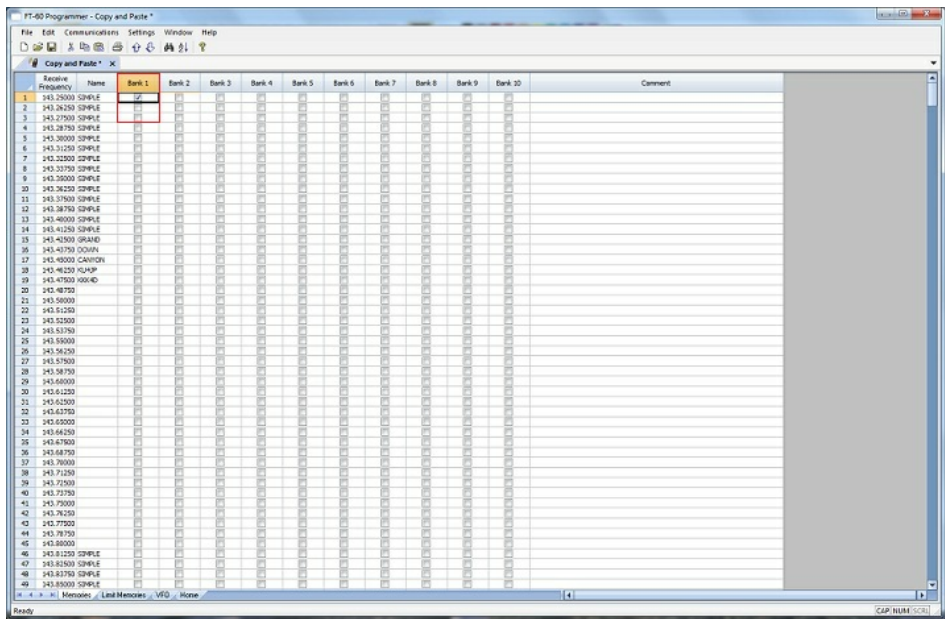 FT-60 Programmer - Copy and Paste *
File Edit Communications Settings Window Help
Copy and Paste * X
Receive Frequency Name Bank 1 Bank 2 Bank 3 Bank 4 Bank 5 Bank 6 Bank 7 Bank 8 Bank 9 Bank 10 Comment
1 143.25000 SIMPLE
2 143.26250 SIMPLE
3 143.27500 SIMPLE
4 143.28750 SIMPLE
5 143.30000 SIMPLE
6 143.31250 SIMPLE
7 143.32500 SIMPLE
8 143.33750 SIMPLE
9 143.35000 SIMPLE
10 143.36250 SIMPLE
11 143.37500 SIMPLE
12 143.38750 SIMPLE
13 143.40000 SIMPLE
14 143.41250 SIMPLE
15 143.42500 GRAND
16 143.43750 DOWN
17 143.45000 CANYON
18 143.46250
19 143.47500
20 143.48750
21 143.50000
22 143.51250
23 143.52500
24 143.53750
25 143.55000
26 143.56250
27 143.57500
28 143.58750
29 143.60000
30 143.61250
31 143.62500
32 143.63750
33 143.65000
34 143.66250
35 143.67500
36 143.68750
37 143.70000
38 143.71250
39 143.72500
40 143.73750
41 143.75000
42 143.76250
43 143.77500
44 143.78750
45 143.80000
46 143.81250 SIMPLE
47 143.82500 SIMPLE
48 143.83750 SIMPLE
49 143.85000 SIMPLE
Memories Limit Memories VFO Home
Ready CAP NUM SCRL